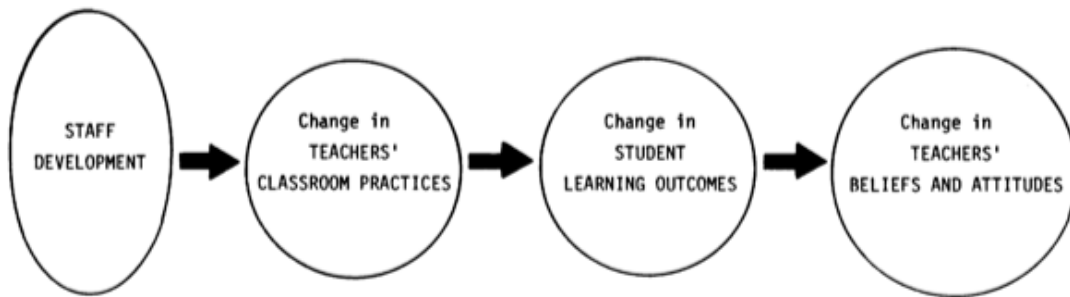 STAFF
DEVELOPMENT
Change in
TEACHERS'
CLASSROOM PRACTICES
Change in
STUDENT
LEARNING OUTCOMES
Change in
TEACHERS'
BELIEFS AND ATTITUDES